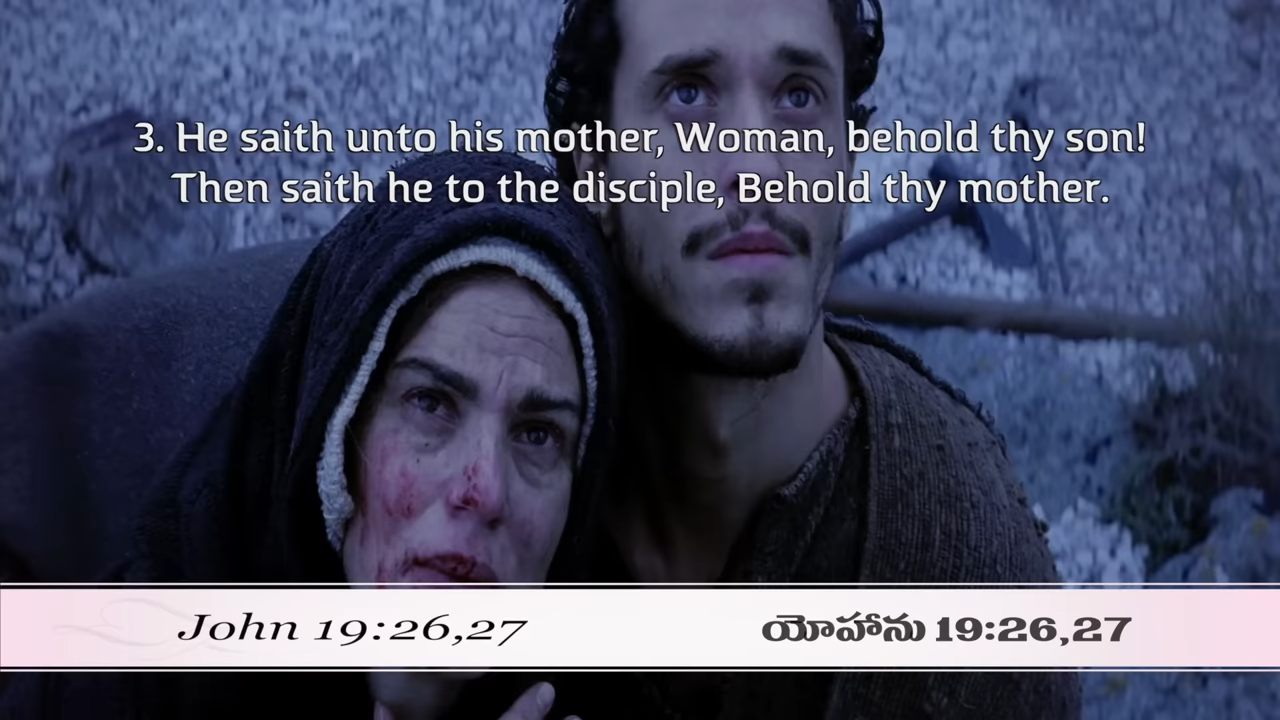 3. He saith unto his mother, Woman, behold thy son!
Then saith he to the disciple, Behold thy mother.
John 19:26,27
యోహాను 19:26,27